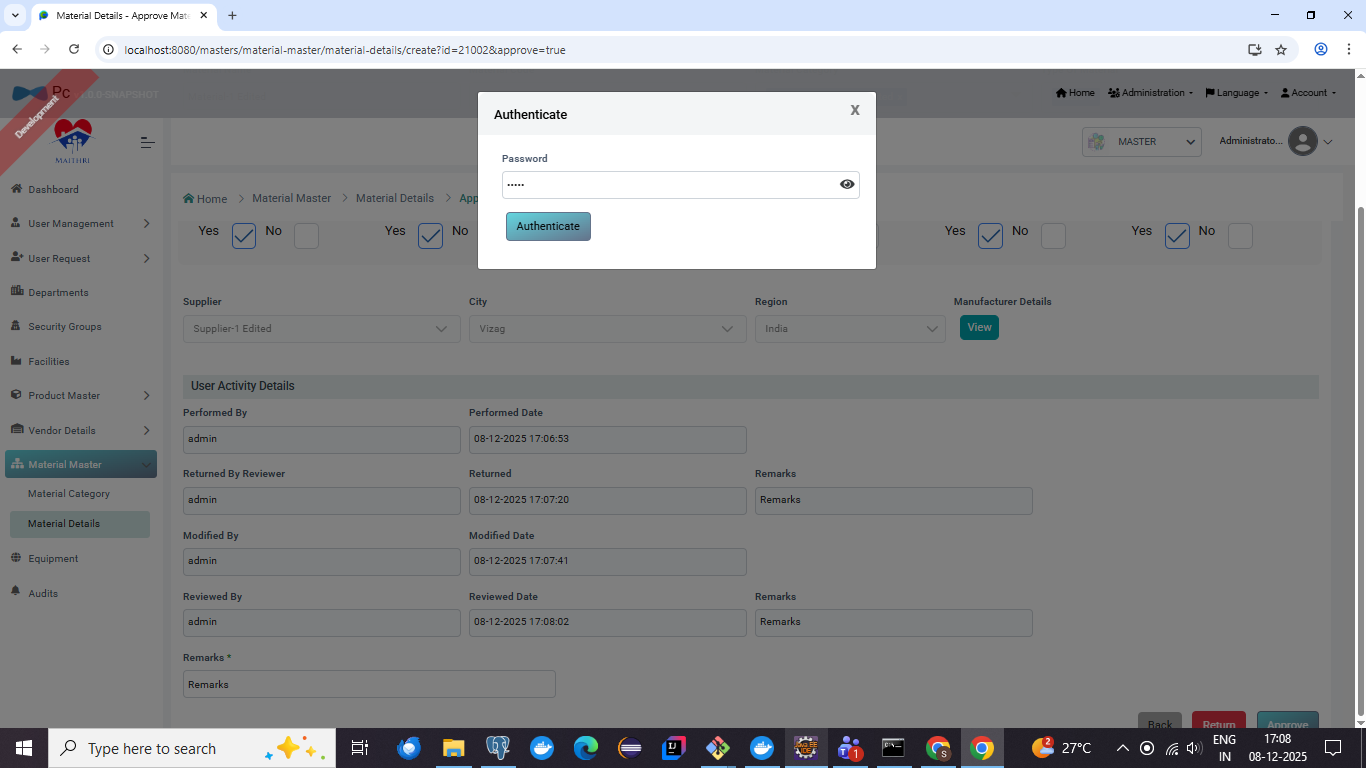 Material Details - Approve Mate
localhost:8080/masters/material-master/material-details/create?id=21002&approve=true
Development
Pc
0.0-SNAPSHOT
Home
Administration
Language
Account
MAITHRI
MASTER
Administrato...
Authenticate
X
Password
•••••
Authenticate
Dashboard
User Management
User Request
Departments
Security Groups
Facilities
Product Master
Vendor Details
Material Master
Material Category
Material Details
Equipment
Audits
Home > Material Master > Material Details > App
Yes No Yes No Yes No Yes No
Supplier City Region Manufacturer Details
Supplier-1 Edited Vizag India View
User Activity Details
Performed By Performed Date
admin 08-12-2025 17:06:53
Returned By Reviewer Returned Remarks
admin 08-12-2025 17:07:20 Remarks
Modified By Modified Date
admin 08-12-2025 17:07:41
Reviewed By Reviewed Date Remarks
admin 08-12-2025 17:08:02 Remarks
Remarks *
Remarks
Back Return Approve
Type here to search
2
27°C
1
S
ENG
IN
17:08
08-12-2025